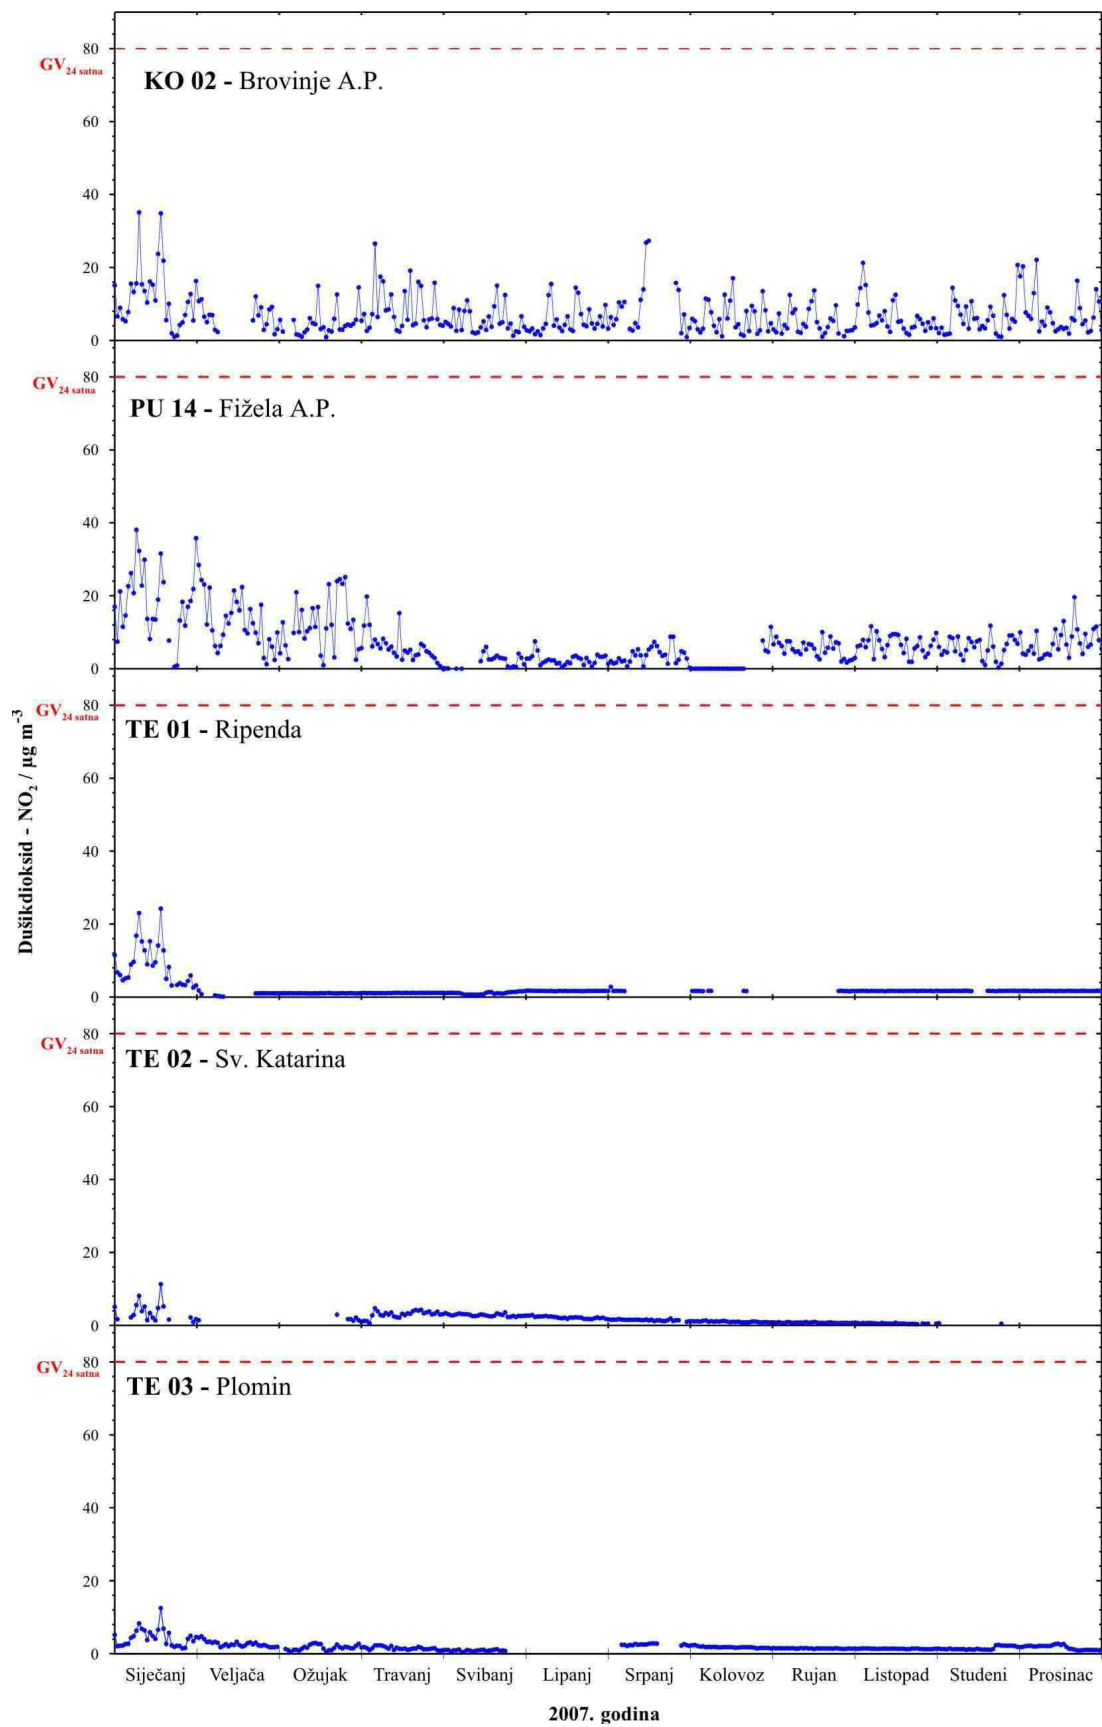 80
GV24 satna
KO 02 - Brovinje A.P.
60
40
20
0
80
GV24 satna
PU 14 - Fižela A.P.
60
40
20
0
80
GV24 satna
TE 01 - Ripenda
60
40
20
0
80
GV24 satna
TE 02 - Sv. Katarina
60
40
20
0
80
GV24 satna
TE 03 - Plomin
60
40
20
0
Dušikdioksid - NO₂ / µg m⁻³
Siječanj Veljača Ožujak Travanj Svibanj Lipanj Srpanj Kolovoz Rujan Listopad Studeni Prosinac
2007. godina